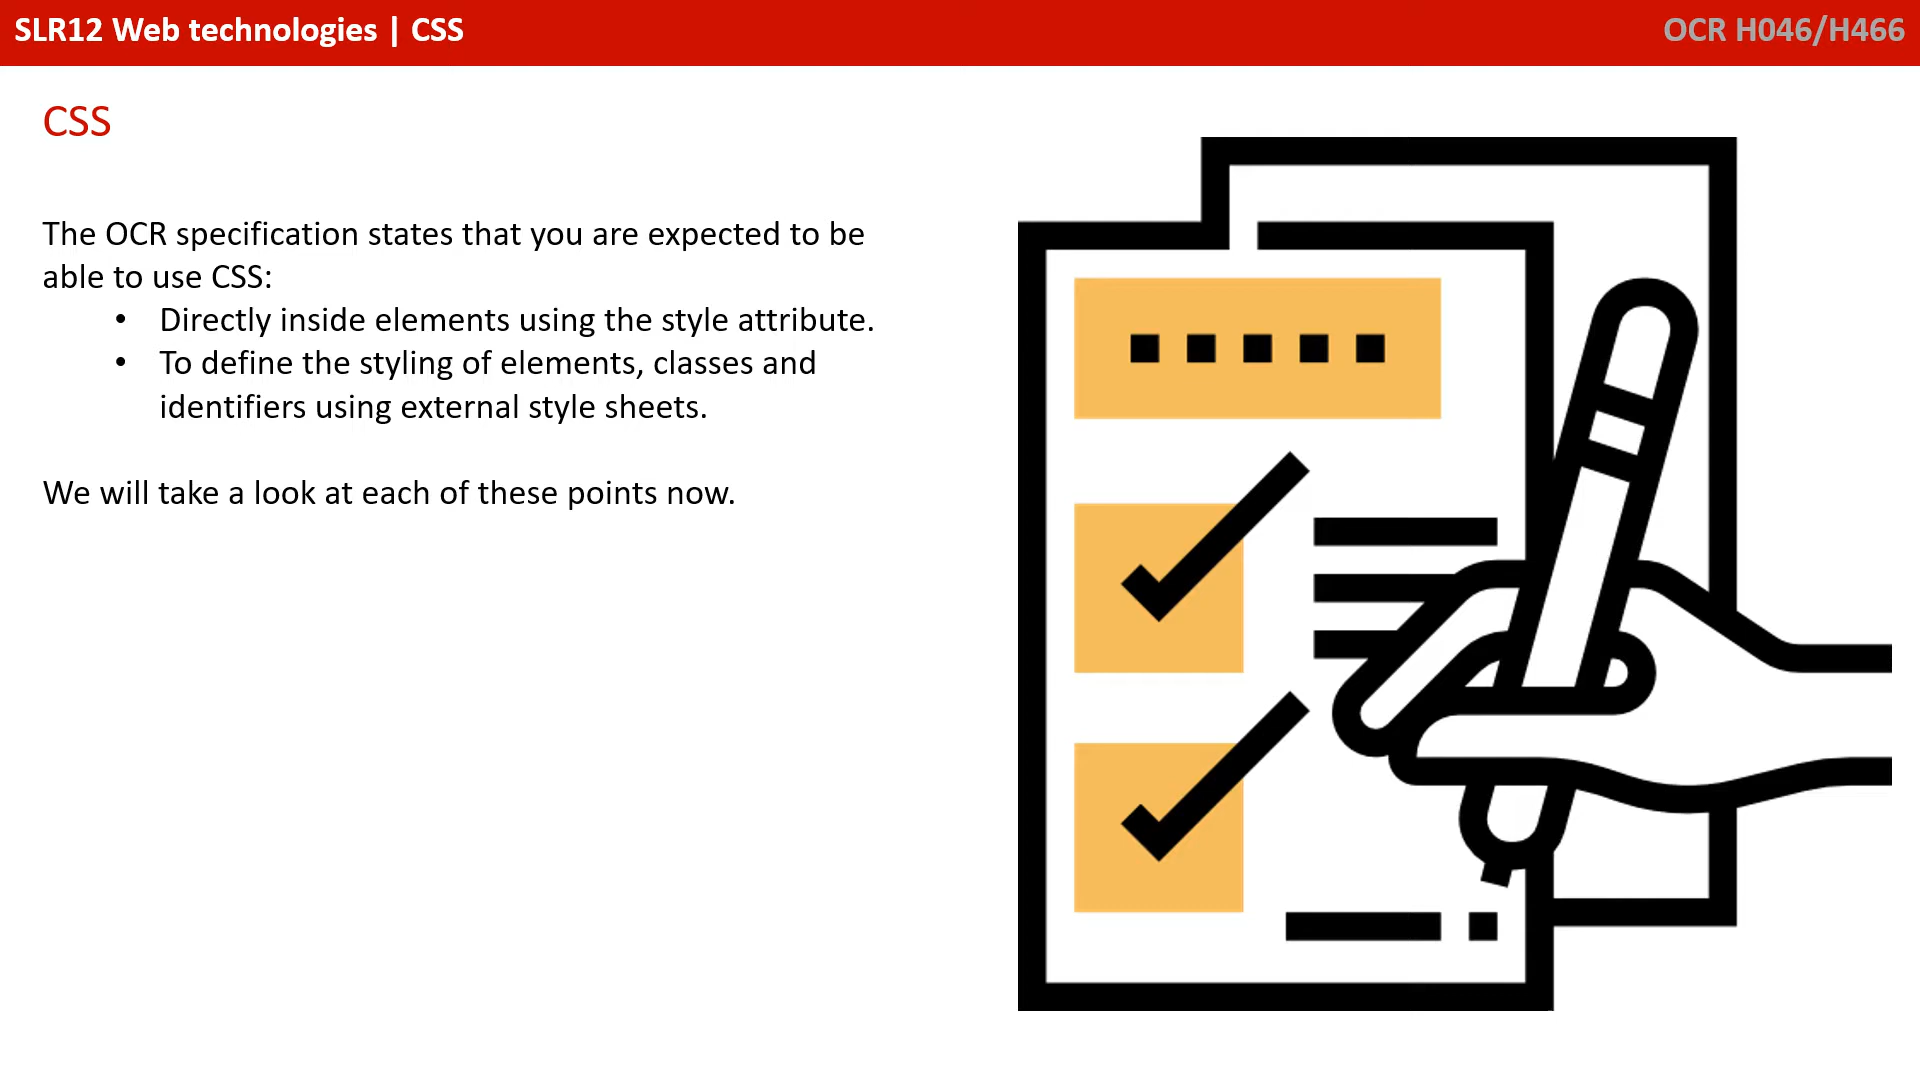 SLR12 Web technologies | CSS
OCR H046/H466
CSS
The OCR specification states that you are expected to be
able to use CSS:
• Directly inside elements using the style attribute.
• To define the styling of elements, classes and
identifiers using external style sheets.
We will take a look at each of these points now.